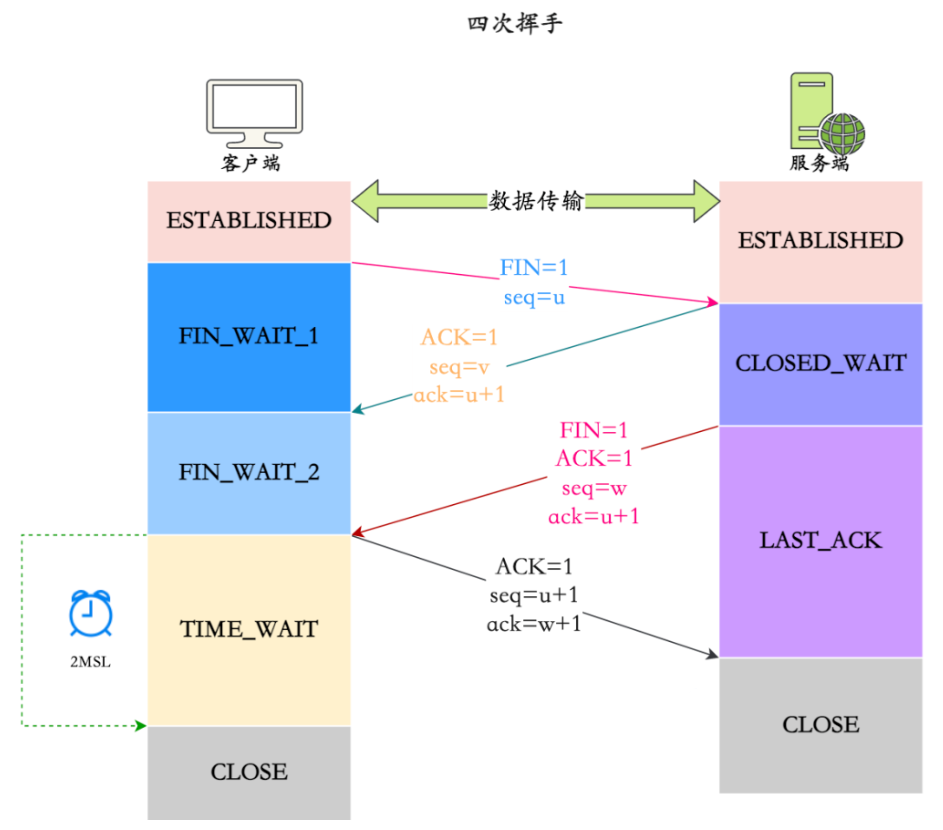 四次挥手
客户端
服务端
ESTABLISHED
数据传输
ESTABLISHED
FIN=1
seq=u
FIN_WAIT_1
ACK=1
seq=v
ack=u+1
CLOSED_WAIT
FIN=1
ACK=1
seq=w
ack=u+1
FIN_WAIT_2
LAST_ACK
ACK=1
seq=u+1
ack=w+1
TIME_WAIT
2MSL
CLOSE
CLOSE